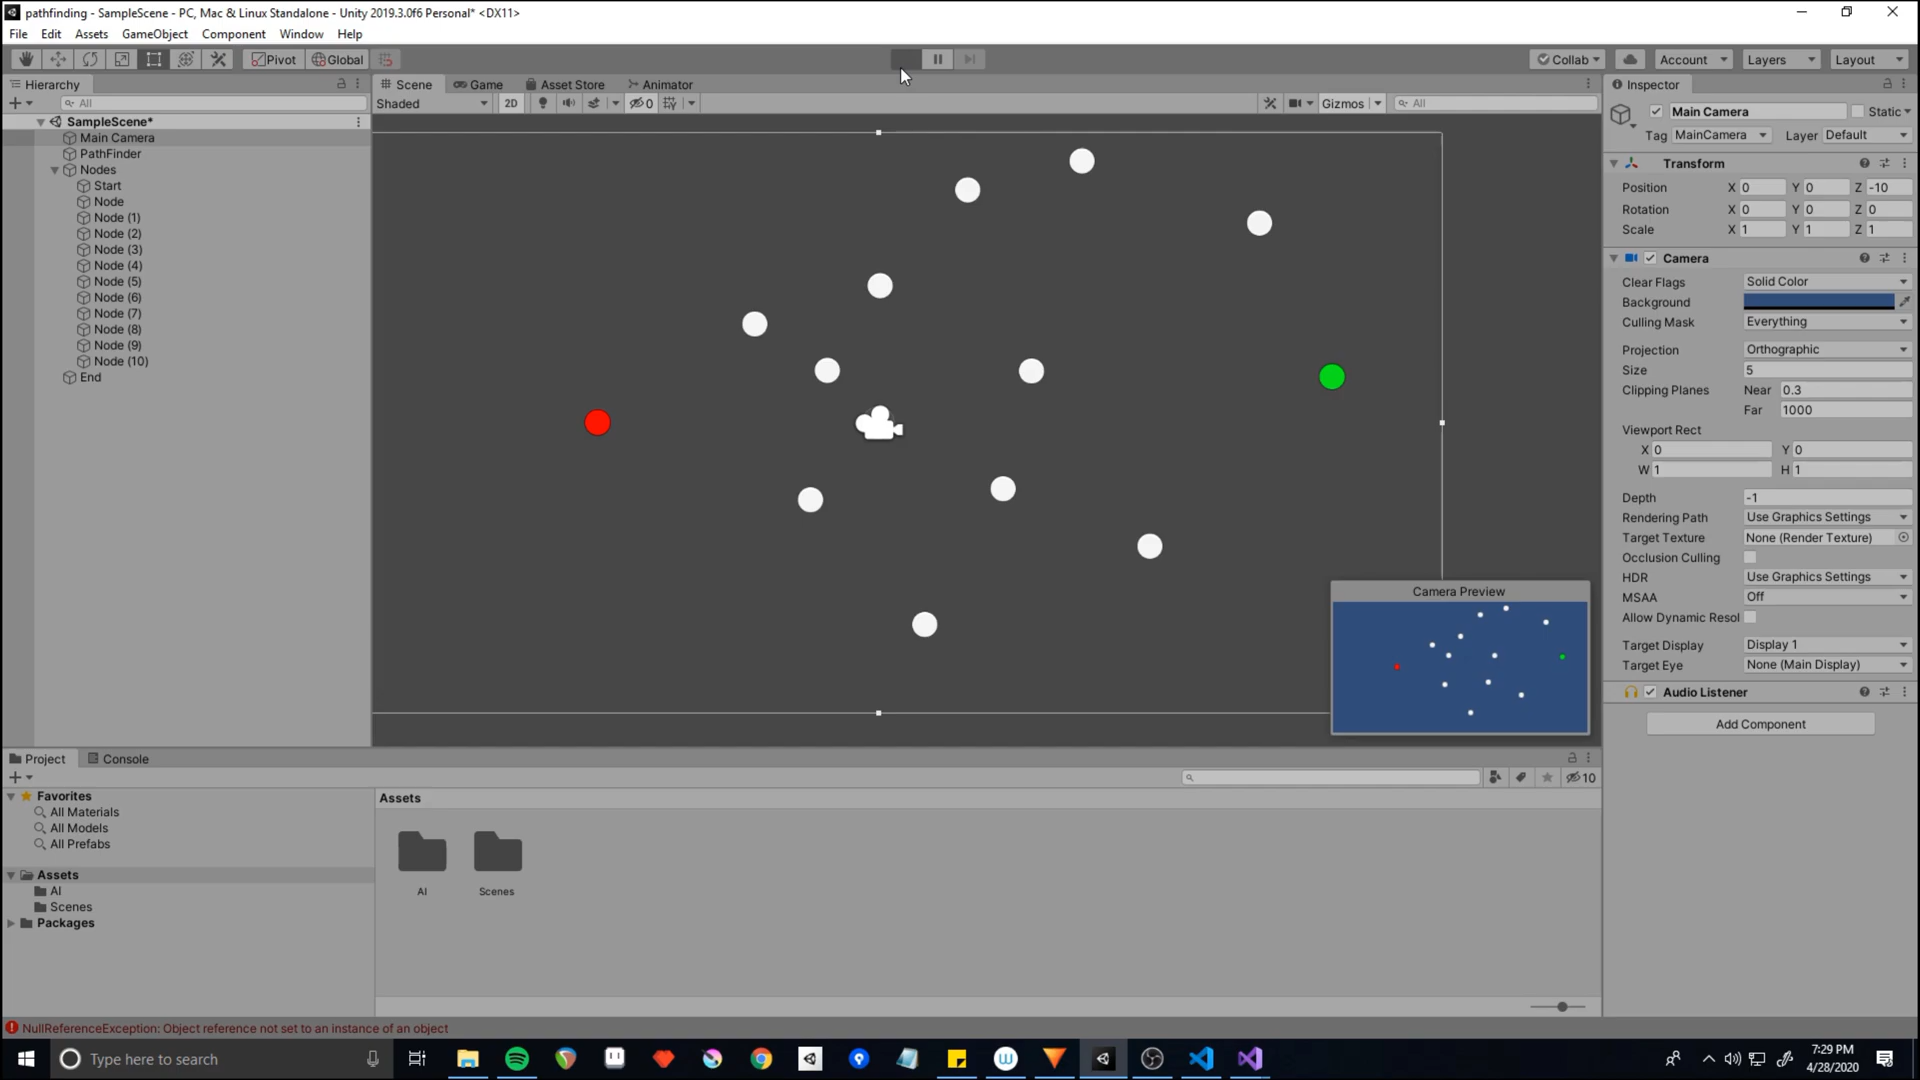 pathfinding - SampleScene - PC, Mac & Linux Standalone - Unity 2019.3.0f6 Personal* <DX11>
File Edit Assets GameObject Component Window Help
Pivot Global Collab Account Layers Layout
Hierarchy
All
SampleScene*
Main Camera
PathFinder
Nodes
Start
Node
Node (1)
Node (2)
Node (3)
Node (4)
Node (5)
Node (6)
Node (7)
Node (8)
Node (9)
Node (10)
End
Scene Game Asset Store Animator
Shaded 2D 0 Gizmos All
Camera Preview
Inspector
Main Camera Static
Tag MainCamera Layer Default
Transform
Position X 0 Y 0 Z -10
Rotation X 0 Y 0 Z 0
Scale X 1 Y 1 Z 1
Camera
Clear Flags Solid Color
Background
Culling Mask Everything
Projection Orthographic
Size 5
Clipping Planes Near 0.3
Far 1000
Viewport Rect
X 0 Y 0
W 1 H 1
Depth -1
Rendering Path Use Graphics Settings
Target Texture None (Render Texture)
Occlusion Culling
HDR Use Graphics Settings
MSAA Off
Allow Dynamic Resol
Target Display Display 1
Target Eye None (Main Display)
Audio Listener
Add Component
Project Console
10
Favorites
All Materials
All Models
All Prefabs
Assets
AI
Scenes
Packages
Assets
AI Scenes
NullReferenceException: Object reference not set to an instance of an object
Type here to search
7:29 PM
4/28/2020